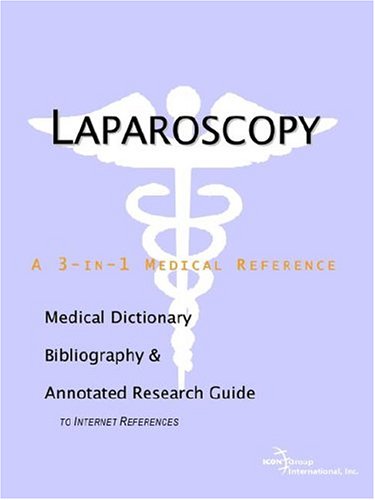 LAPAROSCOPY
A 3-IN-1 MEDICAL REFERENCE
Medical Dictionary
Bibliography &
Annotated Research Guide
TO INTERNET REFERENCES
ICON Group
International, Inc.